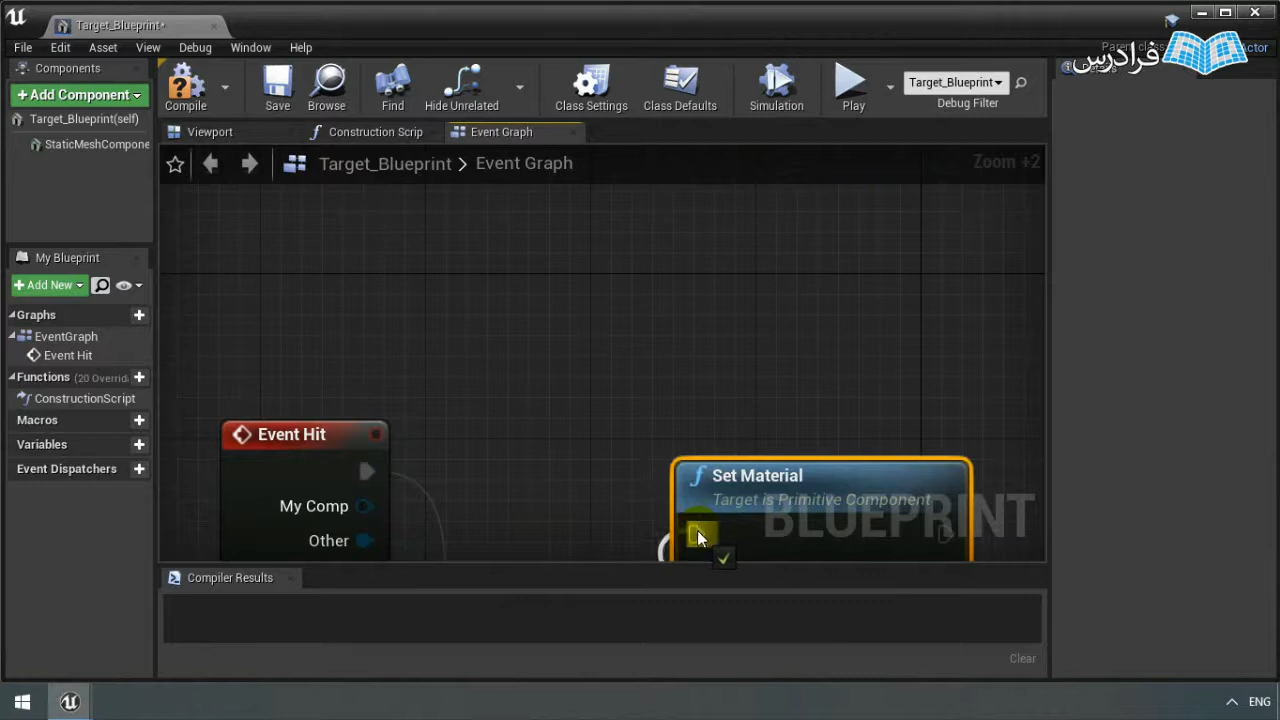 Target_Blueprint•
File Edit Asset View Debug Window Help
فرادرس
Components
+ Add Component
Target_Blueprint(self)
StaticMeshCompone
Compile
Save
Browse
Find
Hide Unrelated
Class Settings
Class Defaults
Simulation
Play
Target_Blueprint
Debug Filter
Viewport
Construction Scrip
Event Graph
Target_Blueprint > Event Graph
Zoom +2
My Blueprint
+ Add New
Graphs
EventGraph
Event Hit
Functions (20 Overrid
ConstructionScript
Macros
Variables
Event Dispatchers
Event Hit
My Comp
Other
Set Material
Target is Primitive Component
BLUEPRINT
Compiler Results
Clear
ENG